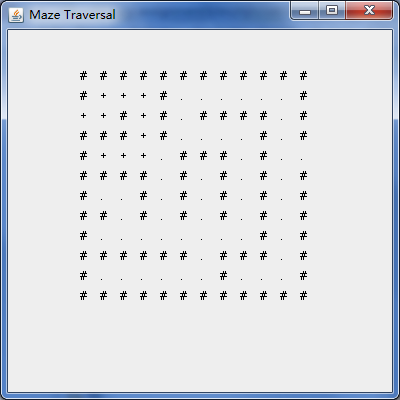 Maze Traversal
# # # # # # # # # # # #
# + + + # . . . . . . #
+ + # + # . # # # # . #
# # # + # . . . . # . #
# + + + . # # # . # . .
# # # # . # . # . # . #
# . . # . # . # . # . #
# # . # . # . # . # . #
# . . . . . . . . # . #
# # # # # # . # # # . #
# . . . . . . # . . . #
# # # # # # # # # # # #